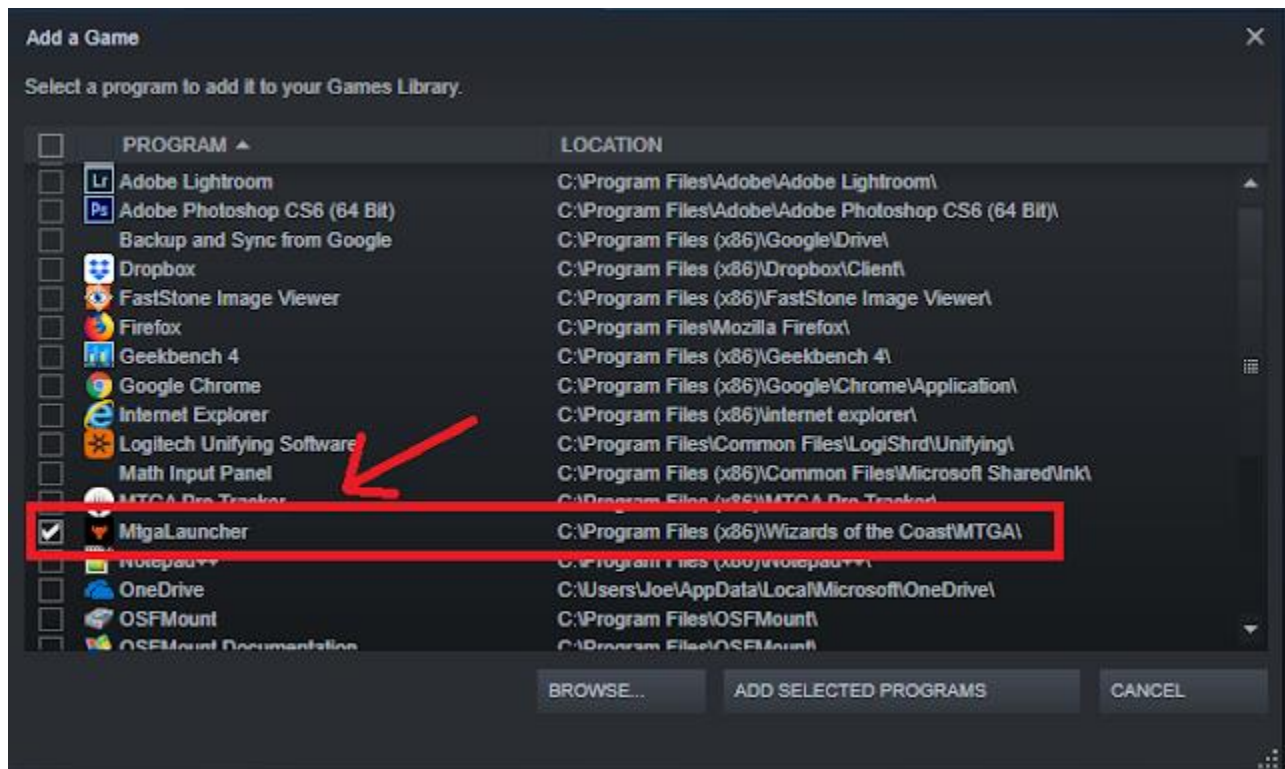 Add a Game
Select a program to add it to your Games Library.
PROGRAM LOCATION
Lr Adobe Lightroom C:\Program Files\Adobe\Adobe Lightroom\
Ps Adobe Photoshop CS6 (64 Bit) C:\Program Files\Adobe\Adobe Photoshop CS6 (64 Bit)\
Backup and Sync from Google C:\Program Files (x86)\Google\Drive\
Dropbox C:\Program Files (x86)\Dropbox\Client\
FastStone Image Viewer C:\Program Files (x86)\FastStone Image Viewer\
Firefox C:\Program Files\Mozilla Firefox\
Geekbench 4 C:\Program Files (x86)\Geekbench 4\
Google Chrome C:\Program Files (x86)\Google\Chrome\Application\
Internet Explorer C:\Program Files (x86)\internet explorer\
Logitech Unifying Software C:\Program Files\Common Files\LogiShrd\Unifying\
Math Input Panel C:\Program Files (x86)\Common Files\Microsoft Shared\Ink\
MTGA Pro Tracker C:\Program Files (x86)\MTGA Pro Tracker\
MtgaLauncher C:\Program Files (x86)\Wizards of the Coast\MTGA\
Notepad++ C:\Program Files (x86)\Notepad++\
OneDrive C:\Users\Joe\AppData\Local\Microsoft\OneDrive\
OSFMount C:\Program Files\OSFMount\
OSFMount Documentation C:\Program Files\OSFMount\
BROWSE... ADD SELECTED PROGRAMS CANCEL